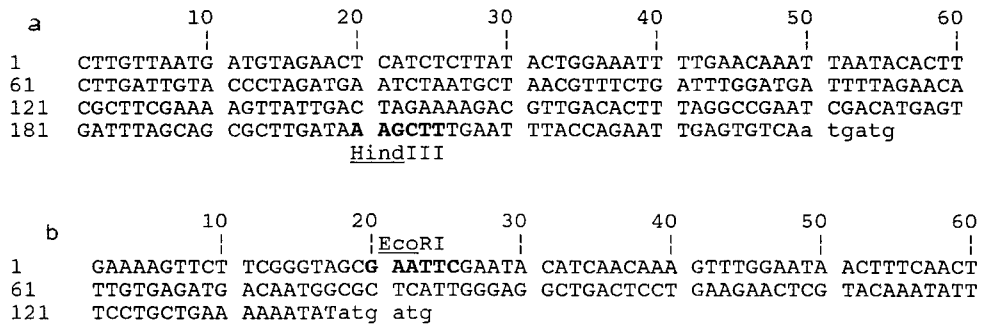 a
10 20 30 40 50 60
1 CTTGTTAATG ATGTAGAACT CATCTCTTAT ACTGGAAATT TTGAACAAAT TAATACACTT
61 CTTGATTGTA CCCTAGATGA ATCTAATGCT AACGTTTCTG ATTTGGATGA TTTTAGAACA
121 CGCTTCGAAA AGTTATTGAC TAGAAAAGAC GTTGACACTT TAGGCCGAAT CGACATGAGT
181 GATTTAGCAG CGCTTGATAA AAGCTTTGAAT TTACCAGAAT TGAGTGTCAa tgatg
HindIII
b
10 20 30 40 50 60
EcoRI
1 GAAAAGTTCT TCGGGTAGCG AATTCGAATA CATCAACAAA GTTTGGAATA ACTTTCAACT
61 TTGTGAGATG ACAATGGCGC TCATTGGGAG GCTGACTCCT GAAGAACTCG TACAAATATT
121 TCCTGCTGAA AAAATATatg atg